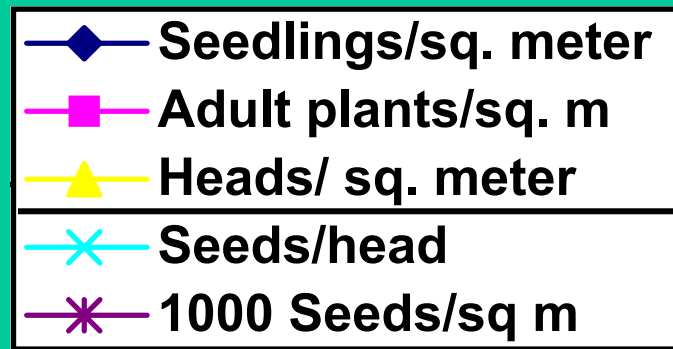 Seedlings/sq. meter
Adult plants/sq. m
Heads/ sq. meter
Seeds/head
1000 Seeds/sq m